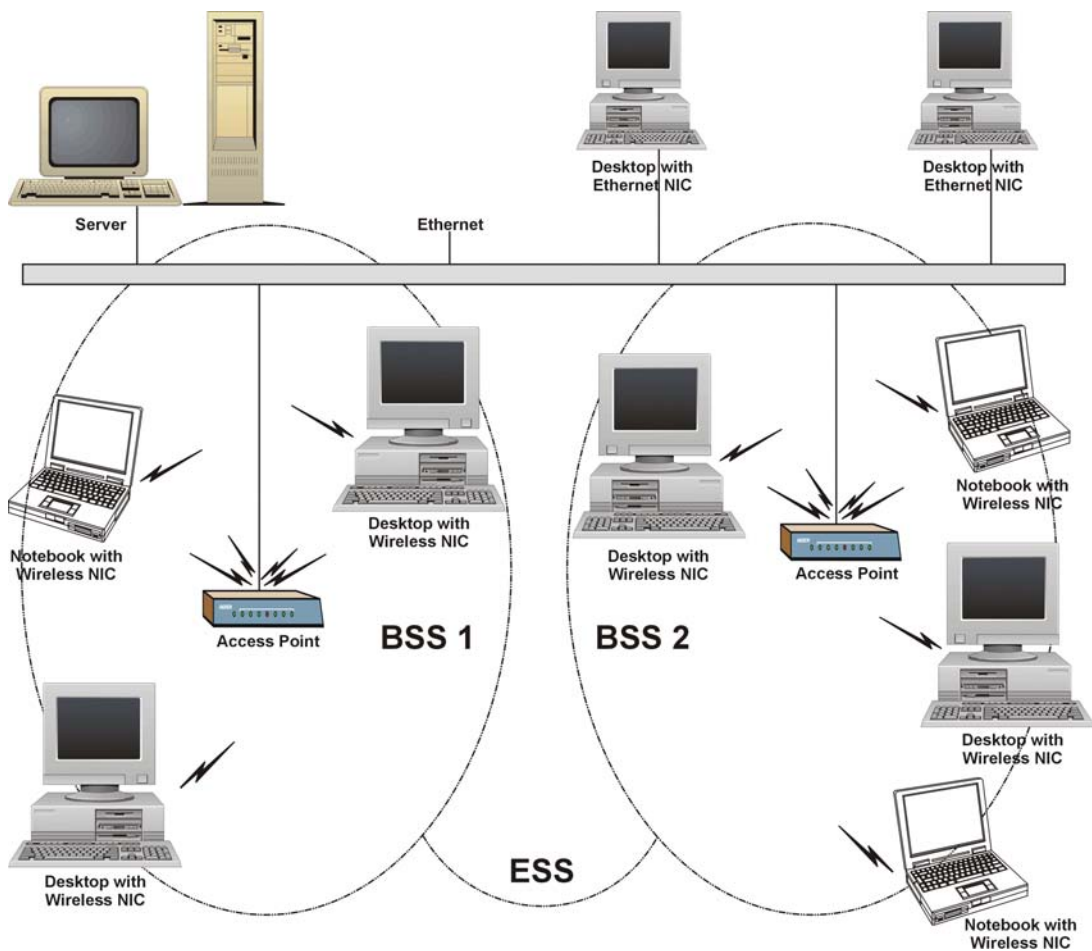 Desktop with
Ethernet NIC
Desktop with
Ethernet NIC
Server
Ethernet
Desktop with
Wireless NIC
Notebook with
Wireless NIC
Access Point
BSS 1
Notebook with
Wireless NIC
Desktop with
Wireless NIC
Access Point
BSS 2
Desktop with
Wireless NIC
Desktop with
Wireless NIC
ESS
Notebook with
Wireless NIC